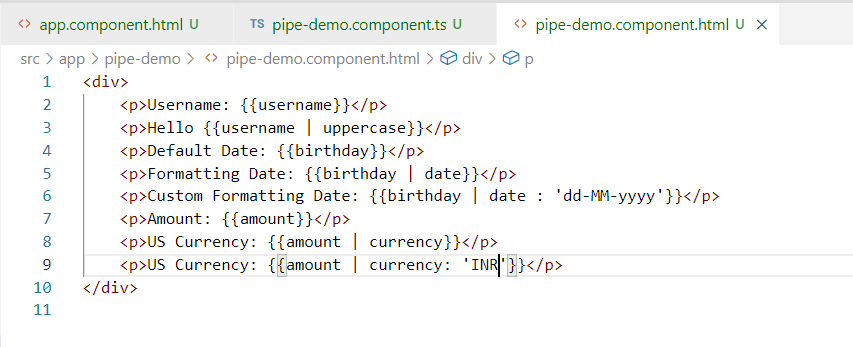 app.component.html U TS pipe-demo.component.ts U pipe-demo.component.html U
src > app > pipe-demo > pipe-demo.component.html > div > p
1 <div>
2 <p>Username: {{username}}</p>
3 <p>Hello {{username | uppercase}}</p>
4 <p>Default Date: {{birthday}}</p>
5 <p>Formatting Date: {{birthday | date}}</p>
6 <p>Custom Formatting Date: {{birthday | date : 'dd-MM-yyyy'}}</p>
7 <p>Amount: {{amount}}</p>
8 <p>US Currency: {{amount | currency}}</p>
9 <p>US Currency: {{amount | currency: 'INR'}}</p>
10 </div>
11